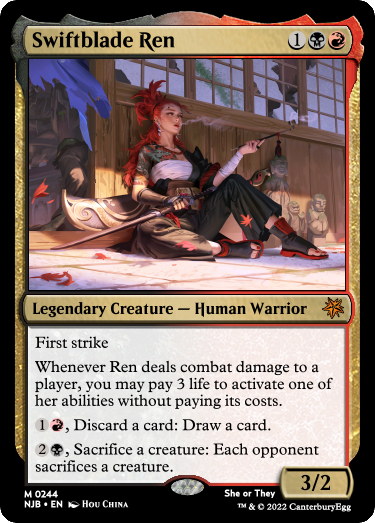 Swiftblade Ren 1
Legendary Creature — Human Warrior
First strike
Whenever Ren deals combat damage to a
player, you may pay 3 life to activate one of
her abilities without paying its costs.
1, Discard a card: Draw a card.
2, Sacrifice a creature: Each opponent
sacrifices a creature.
3/2
M 0244
NJB • EN Hou China
She or They
™ & © 2022 CanterburyEgg